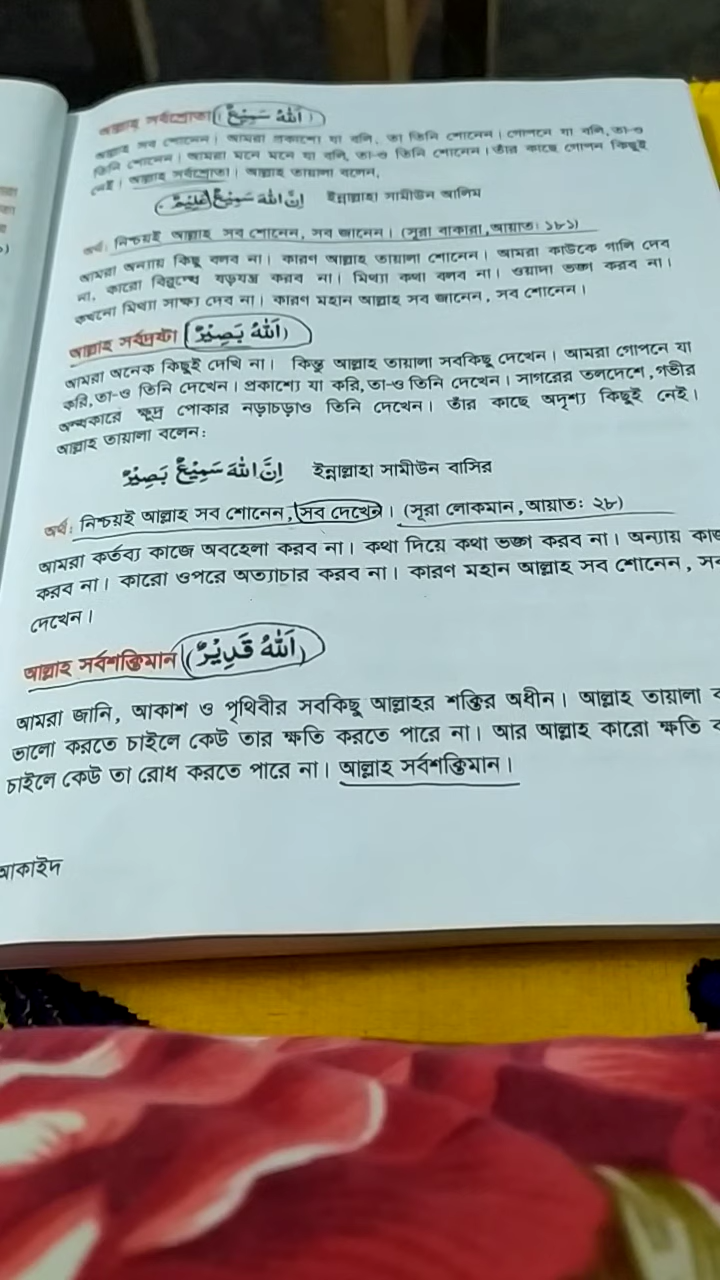 আল্লাহ সর্বশ্রোতা (اَللهُ سَمِيْعٌ)
আল্লাহ সব শোনেন। আমরা প্রকাশ্যে যা বলি, তা তিনি শোনেন। গোপনে যা বলি, তা-ও
তিনি শোনেন। আমরা মনে মনে যা বলি, তা-ও তিনি শোনেন। তাঁর কাছে গোপন কিছুই
নেই। আল্লাহ সর্বশ্রোতা। আল্লাহ তায়ালা বলেন,
اِنَّ اللهَ سَمِيْعٌ عَلِيْمٌ ইন্নাল্লাহা সামীউন আলিম
অর্থ: নিশ্চয়ই আল্লাহ সব শোনেন, সব জানেন। (সূরা বাকারা, আয়াত: ১৮১)
আমরা অন্যায় কিছু বলব না। কারণ আল্লাহ তায়ালা শোনেন। আমরা কাউকে গালি দেব
না, কারো বিরুদ্ধে ষড়যন্ত্র করব না। মিথ্যা কথা বলব না। ওয়াদা ভঙ্গ করব না।
কখনো মিথ্যা সাক্ষ্য দেব না। কারণ মহান আল্লাহ সব জানেন, সব শোনেন।
আল্লাহ সর্বদ্রষ্টা (اَللهُ بَصِيْرٌ)
আমরা অনেক কিছুই দেখি না। কিন্তু আল্লাহ তায়ালা সবকিছু দেখেন। আমরা গোপনে যা
করি, তা-ও তিনি দেখেন। প্রকাশ্যে যা করি, তা-ও তিনি দেখেন। সাগরের তলদেশে, গভীর
অন্ধকারে ক্ষুদ্র পোকার নড়াচড়াও তিনি দেখেন। তাঁর কাছে অদৃশ্য কিছুই নেই।
আল্লাহ তায়ালা বলেন:
اِنَّ اللهَ سَمِيْعٌ بَصِيْرٌ ইন্নাল্লাহা সামীউন বাসির
অর্থ: নিশ্চয়ই আল্লাহ সব শোনেন, সব দেখেন। (সূরা লোকমান, আয়াত: ২৮)
আমরা কর্তব্য কাজে অবহেলা করব না। কথা দিয়ে কথা ভঙ্গ করব না। অন্যায় কাজ
করব না। কারো ওপরে অত্যাচার করব না। কারণ মহান আল্লাহ সব শোনেন, সব
দেখেন।
আল্লাহ সর্বশক্তিমান (اَللهُ قَدِيْرٌ)
আমরা জানি, আকাশ ও পৃথিবীর সবকিছু আল্লাহর শক্তির অধীন। আল্লাহ তায়ালা
ভালো করতে চাইলে কেউ তার ক্ষতি করতে পারে না। আর আল্লাহ কারো ক্ষতি
চাইলে কেউ তা রোধ করতে পারে না। আল্লাহ সর্বশক্তিমান।
আকাইদ